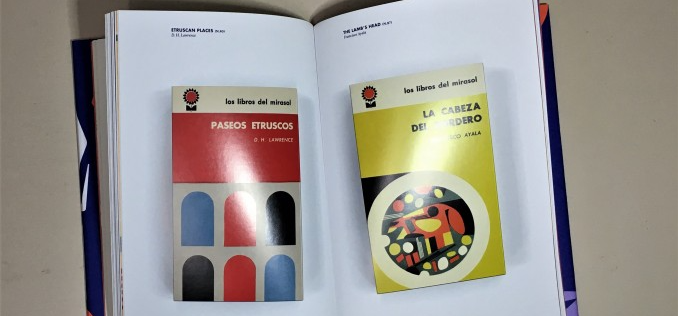 ETRUSCAN PLACES
D. H. Lawrence
los libros del mirasol
PASEOS ETRUSCOS
D. H. LAWRENCE
THE LAMB'S HEAD
Francisco Ayala
los libros del mirasol
LA CABEZA
DEL CORDERO
AYALA